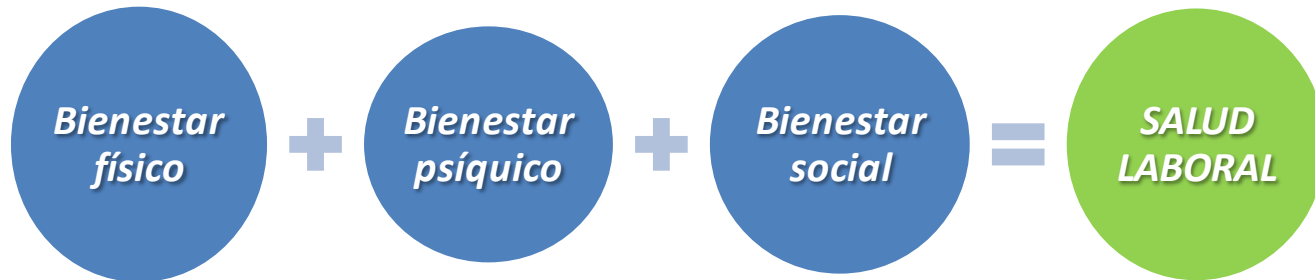 Bienestar
físico
+
Bienestar
psíquico
+
Bienestar
social
=
SALUD
LABORAL